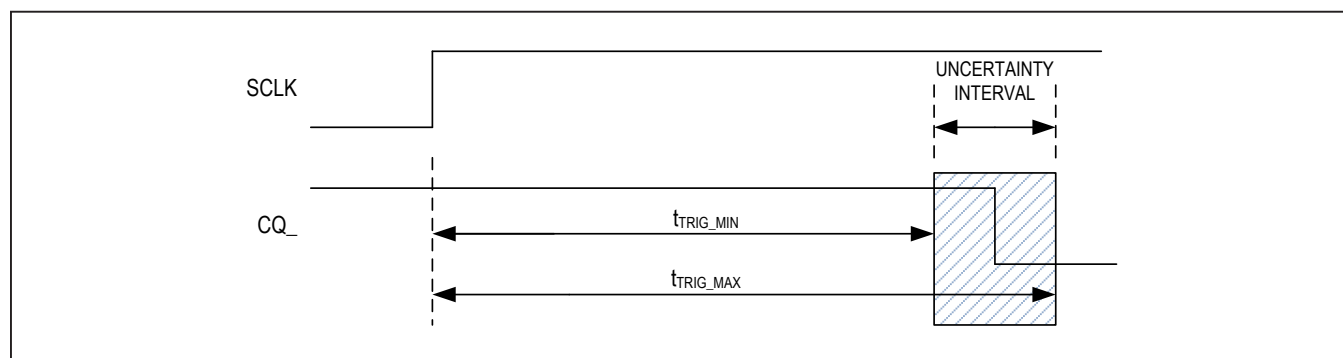 SCLK
UNCERTAINTY
INTERVAL
CQ_
tTRIG_MIN
tTRIG_MAX